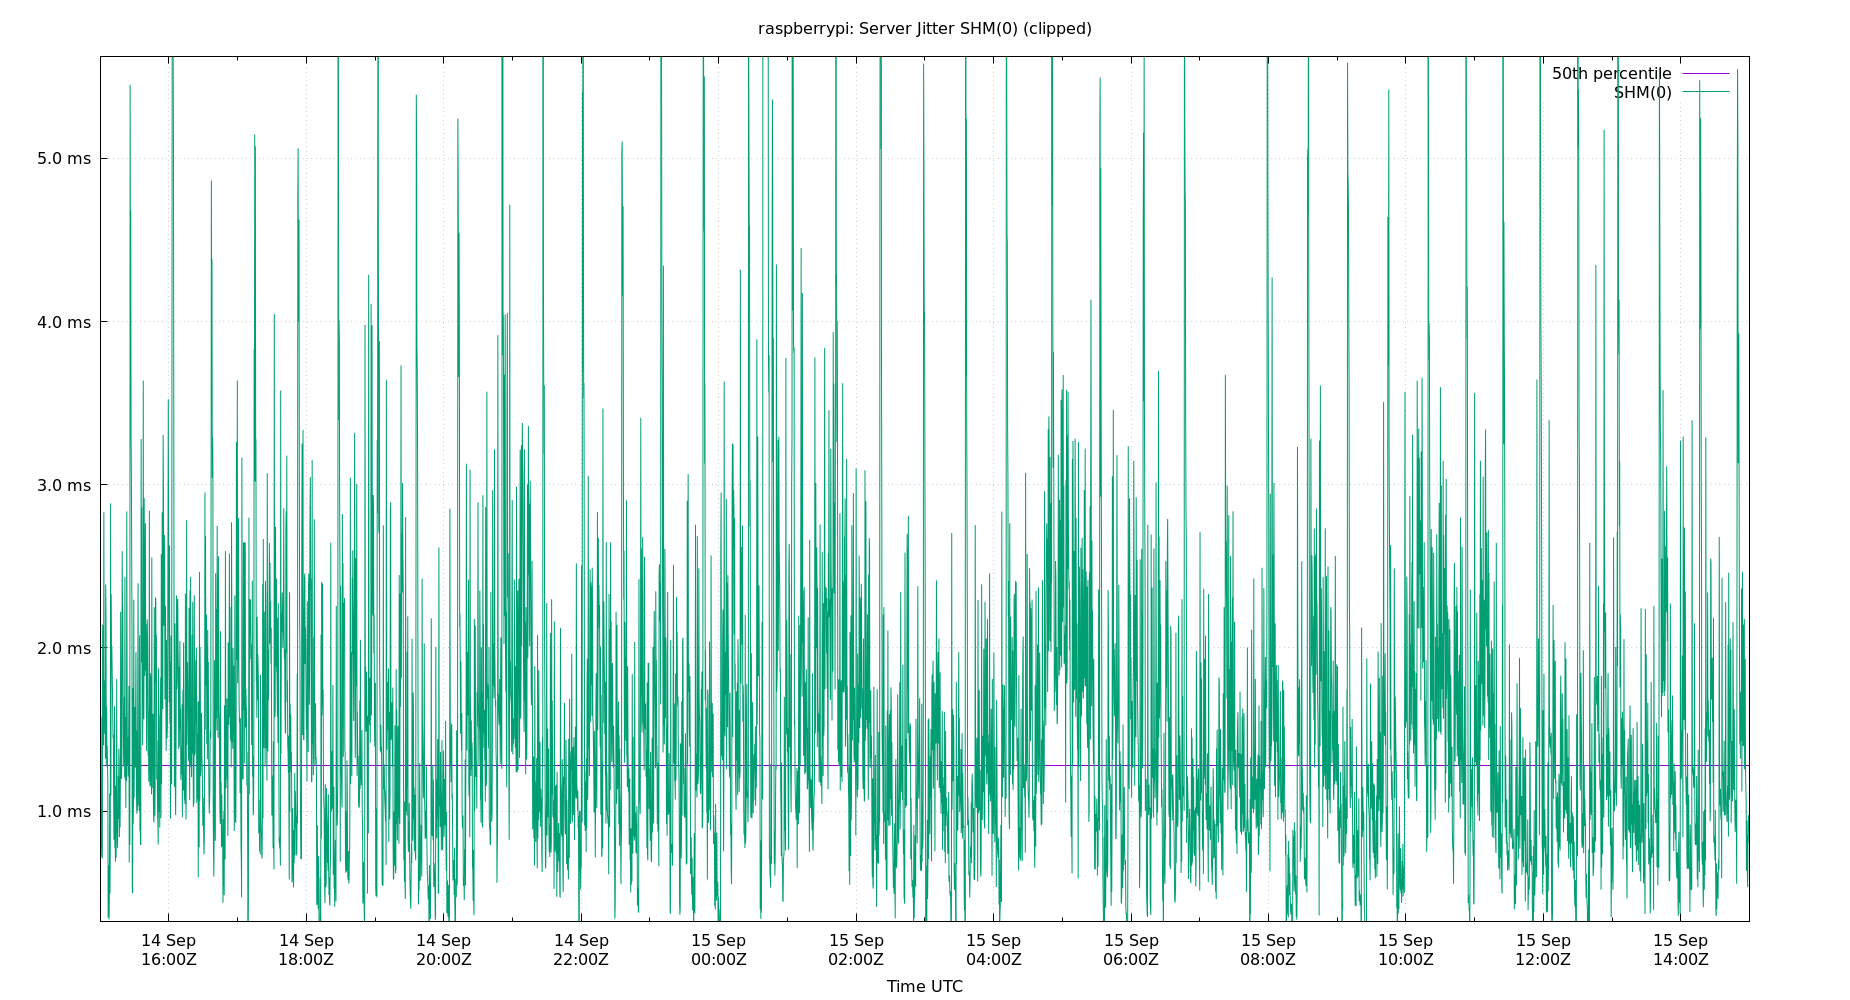 raspberrypi: Server Jitter SHM(0) (clipped)
50th percentile
SHM(0)
5.0 ms
4.0 ms
3.0 ms
2.0 ms
1.0 ms
14 Sep 14 Sep 14 Sep 14 Sep 15 Sep 15 Sep 15 Sep 15 Sep 15 Sep 15 Sep 15 Sep 15 Sep
16:00Z 18:00Z 20:00Z 22:00Z 00:00Z 02:00Z 04:00Z 06:00Z 08:00Z 10:00Z 12:00Z 14:00Z
Time UTC